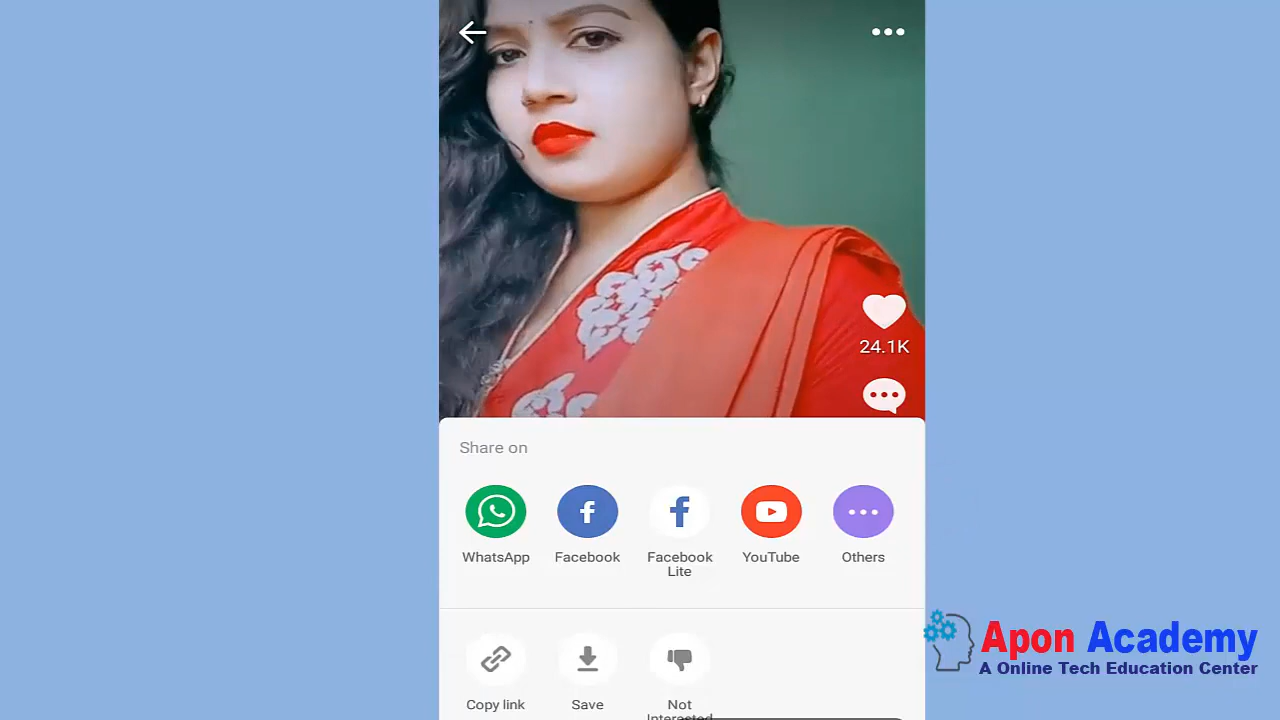 24.1K
Share on
WhatsApp
Facebook
Facebook
Lite
YouTube
Others
Copy link
Save
Not
Interested
Apon Academy
A Online Tech Education Center